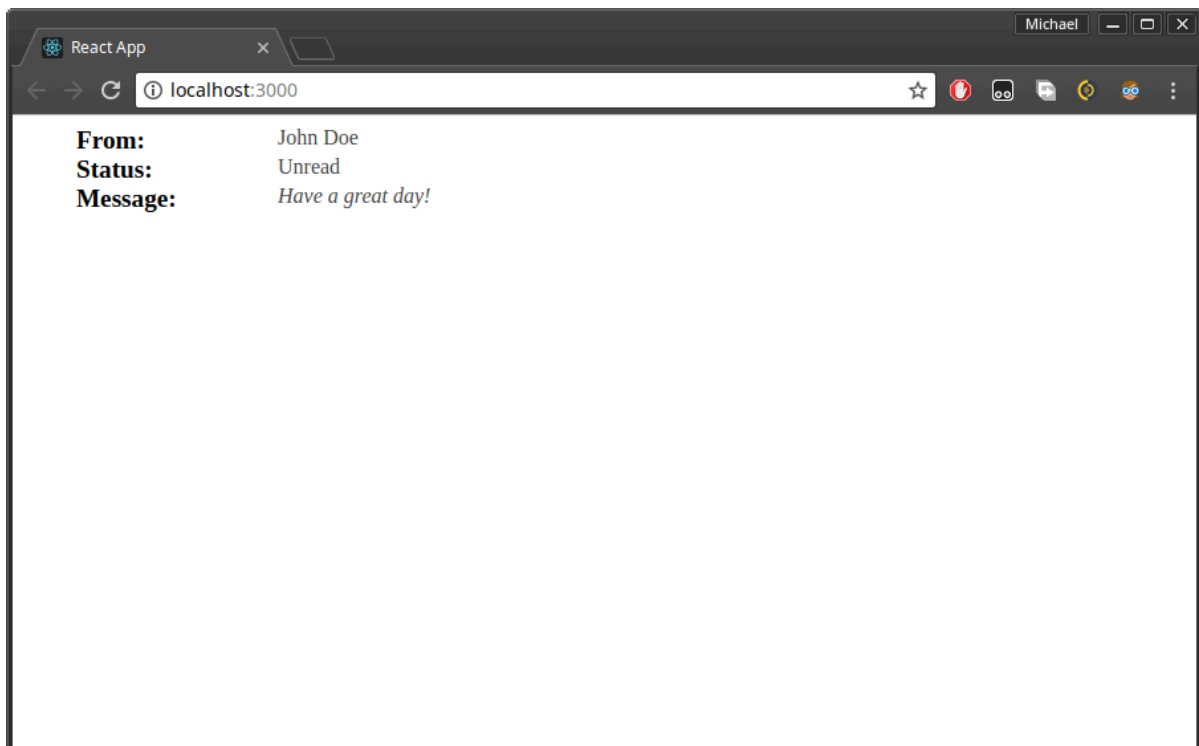 Michael
React App
localhost:3000
From: John Doe
Status: Unread
Message: Have a great day!